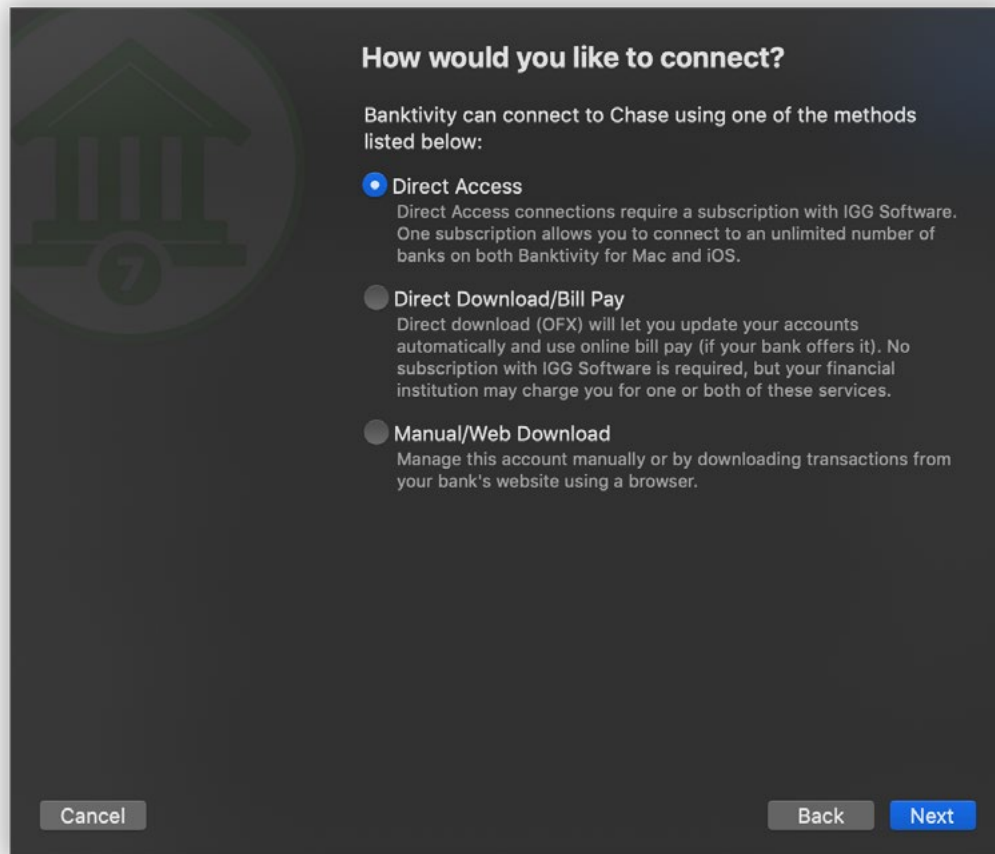 How would you like to connect?
Banktivity can connect to Chase using one of the methods
listed below:
Direct Access
Direct Access connections require a subscription with IGG Software.
One subscription allows you to connect to an unlimited number of
banks on both Banktivity for Mac and iOS.
Direct Download/Bill Pay
Direct download (OFX) will let you update your accounts
automatically and use online bill pay (if your bank offers it). No
subscription with IGG Software is required, but your financial
institution may charge you for one or both of these services.
Manual/Web Download
Manage this account manually or by downloading transactions from
your bank's website using a browser.
7
Cancel
Back
Next